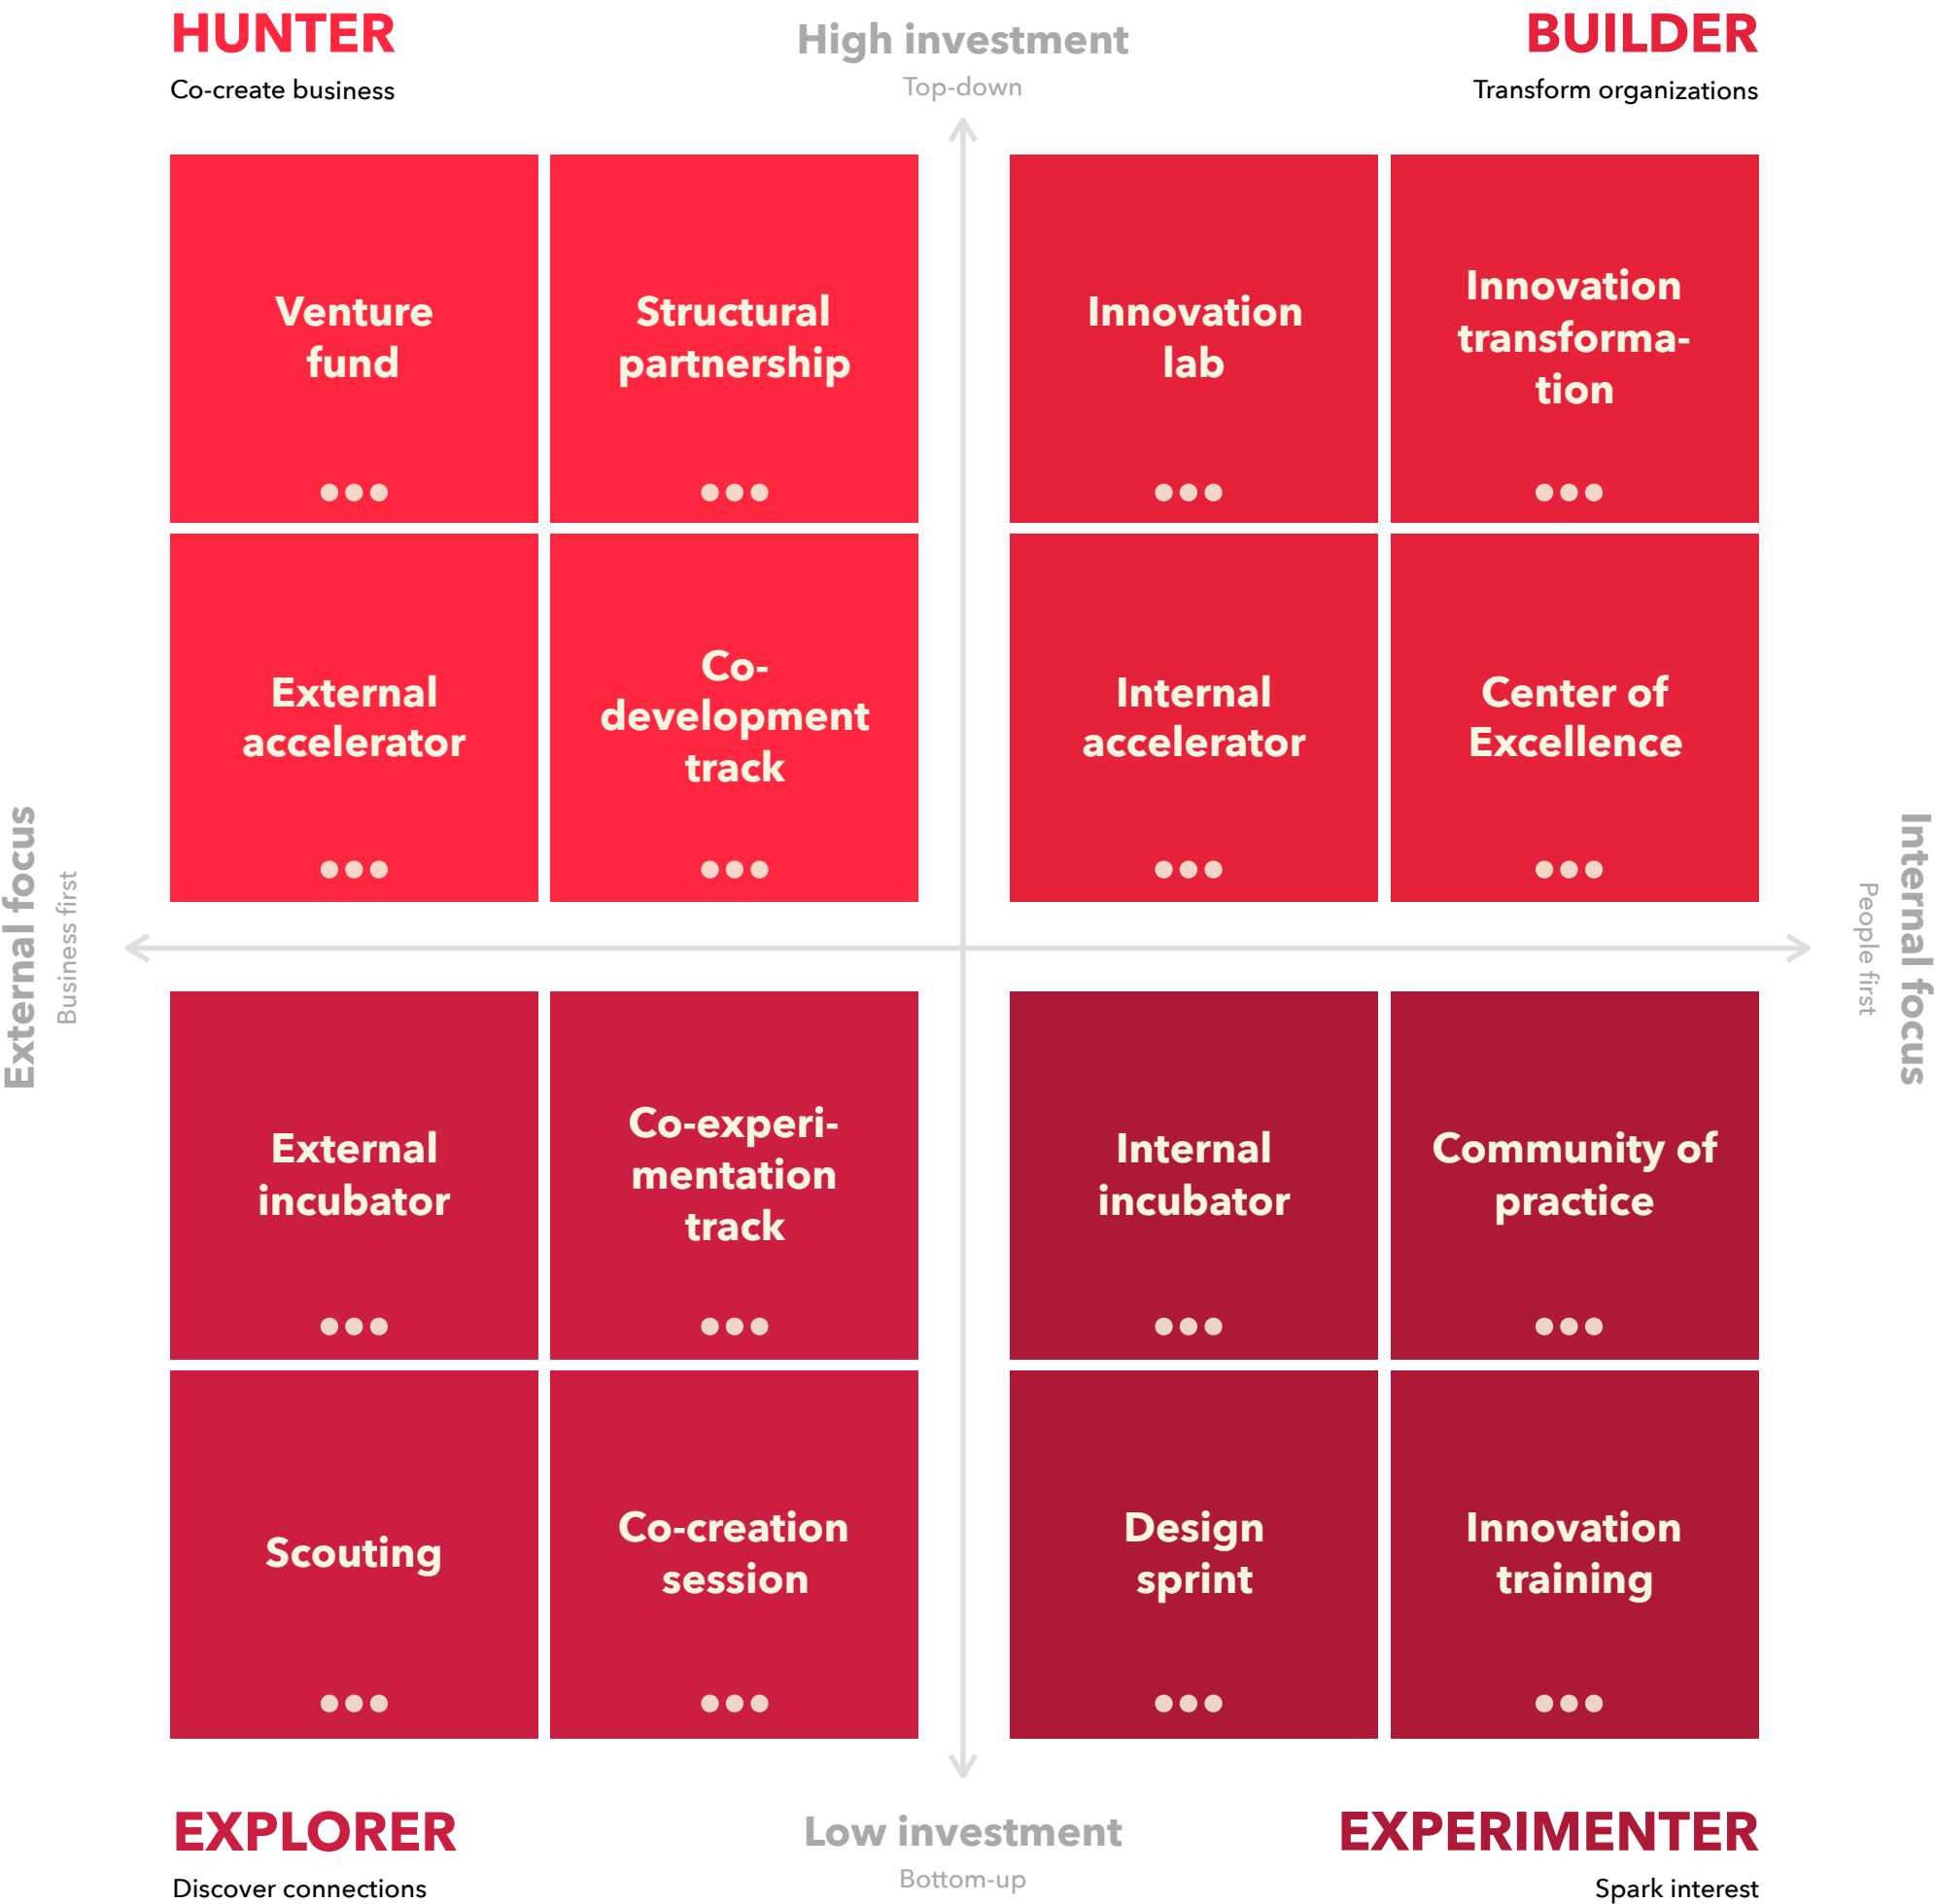 HUNTER
Co-create business
High investment
Top-down
BUILDER
Transform organizations
Venture
fund
Structural
partnership
Innovation
lab
Innovation
transforma-
tion
External
accelerator
Co-
development
track
Internal
accelerator
Center of
Excellence
External focus
Business first
People first
Internal focus
External
incubator
Co-experi-
mentation
track
Internal
incubator
Community of
practice
Scouting
Co-creation
session
Design
sprint
Innovation
training
EXPLORER
Discover connections
Low investment
Bottom-up
EXPERIMENTER
Spark interest